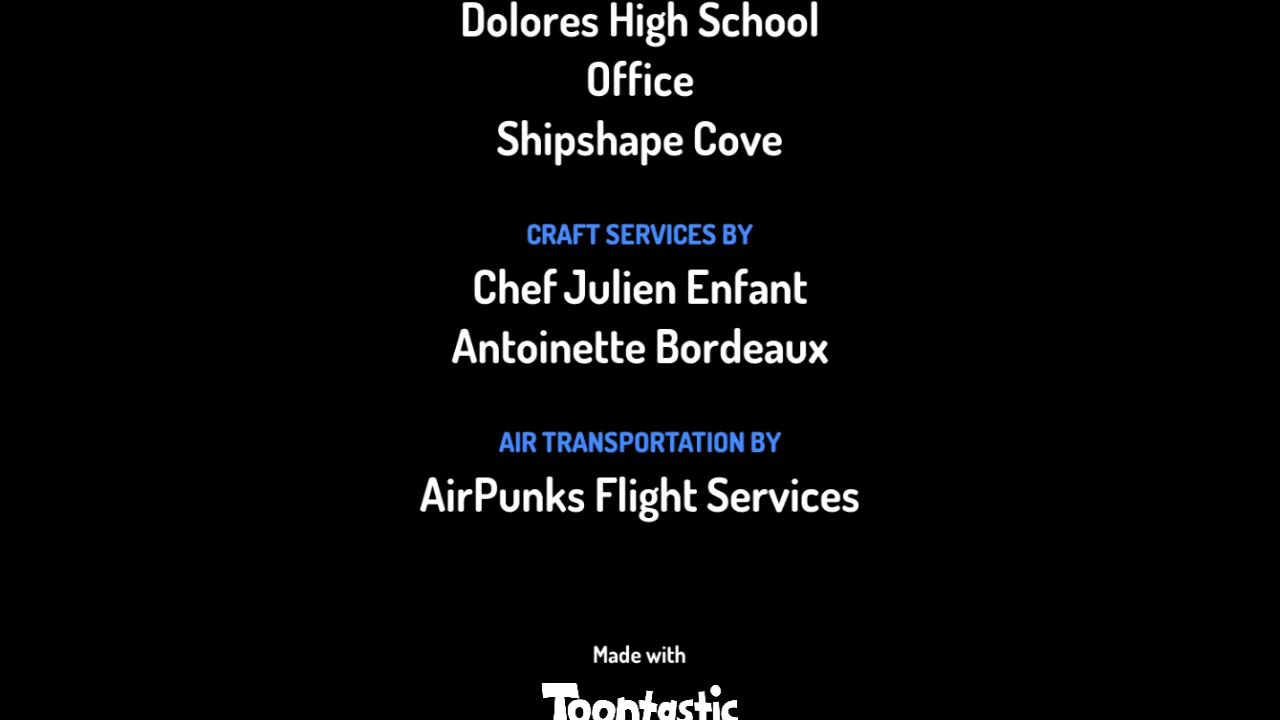 Dolores High School
Office
Shipshape Cove
CRAFT SERVICES BY
Chef Julien Enfant
Antoinette Bordeaux
AIR TRANSPORTATION BY
AirPunks Flight Services
Made with
Toontastic